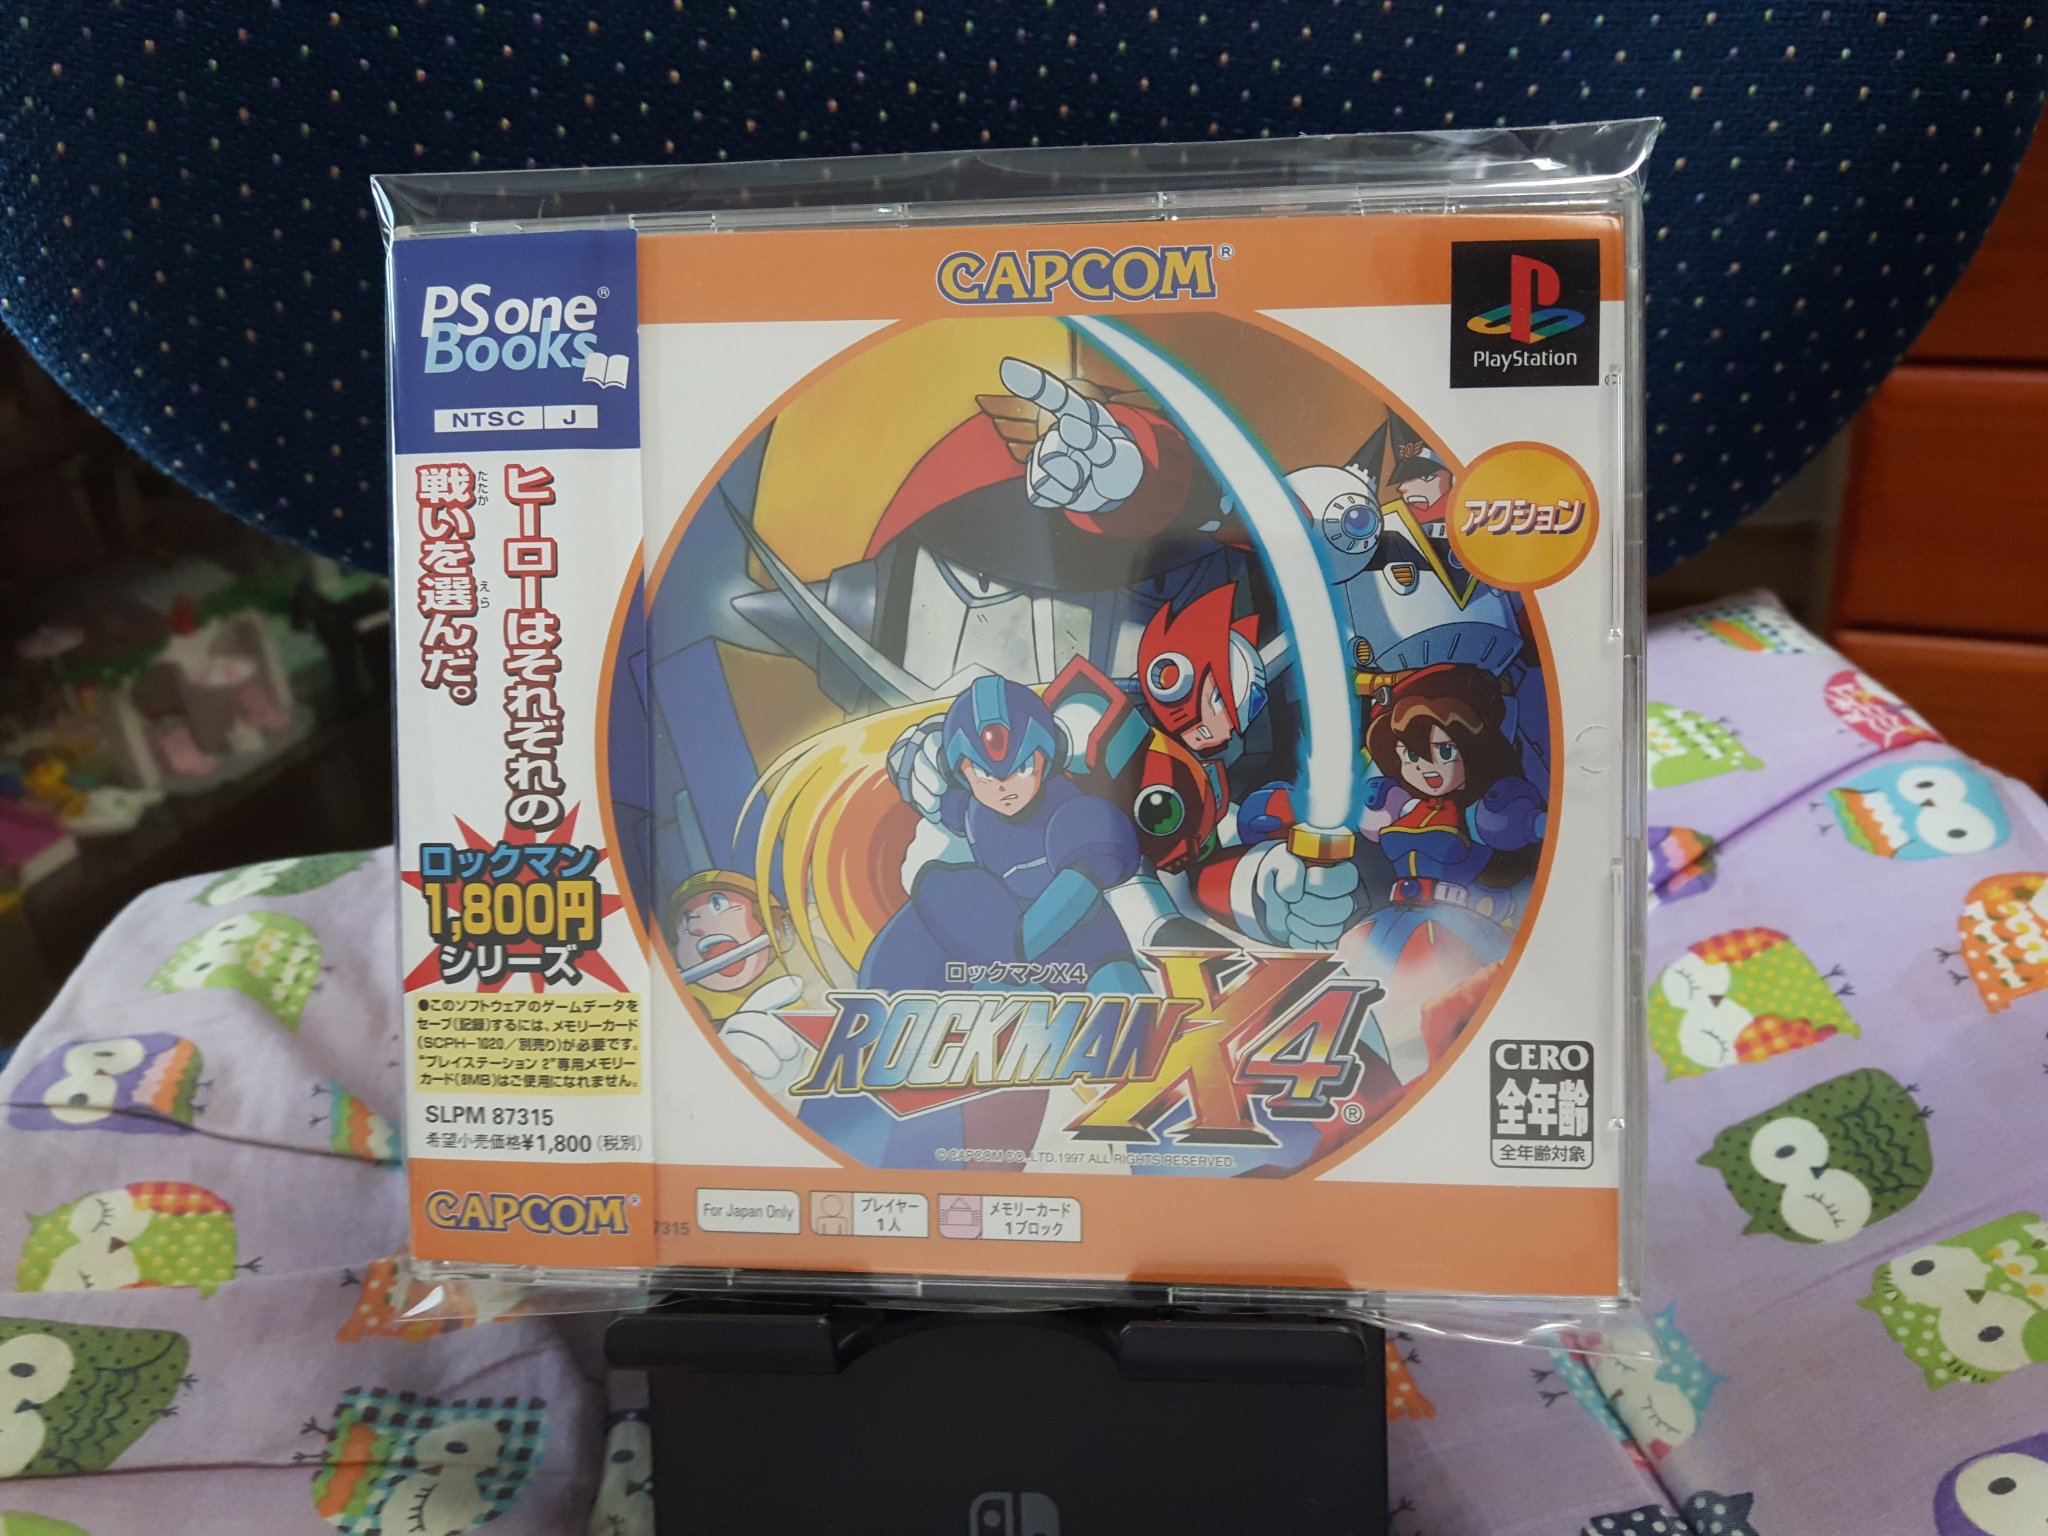 PS one®
Books
NTSC J
ヒーローはそれぞれの
戦いを選んだ。
たたか
えら
ロックマン
1,800円
シリーズ
●このソフトウェアのゲームデータを
セーブ(記録)するには、メモリーカード
(SCPH-1020/別売り)が必要です。
"プレイステーション 2"専用メモリー
カード(8MB)はご使用になれません。
SLPM 87315
希望小売価格¥1,800(税別)
CAPCOM®
CAPCOM®
PlayStation
アクション
ロックマンX4
ROCKMAN X4®
© CAPCOM CO.,LTD.1997 ALL RIGHTS RESERVED.
CERO
全年齢
全年齢対象
7315
For Japan Only
プレイヤー
1人
メモリーカード
1ブロック